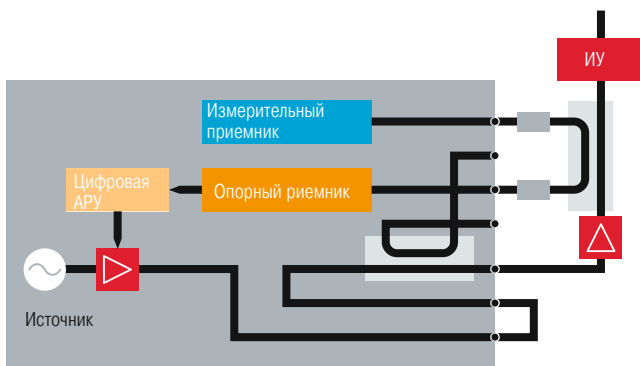 ИУ
Измерительный
приемник
Цифровая
АРУ
Опорный риемник
Источник